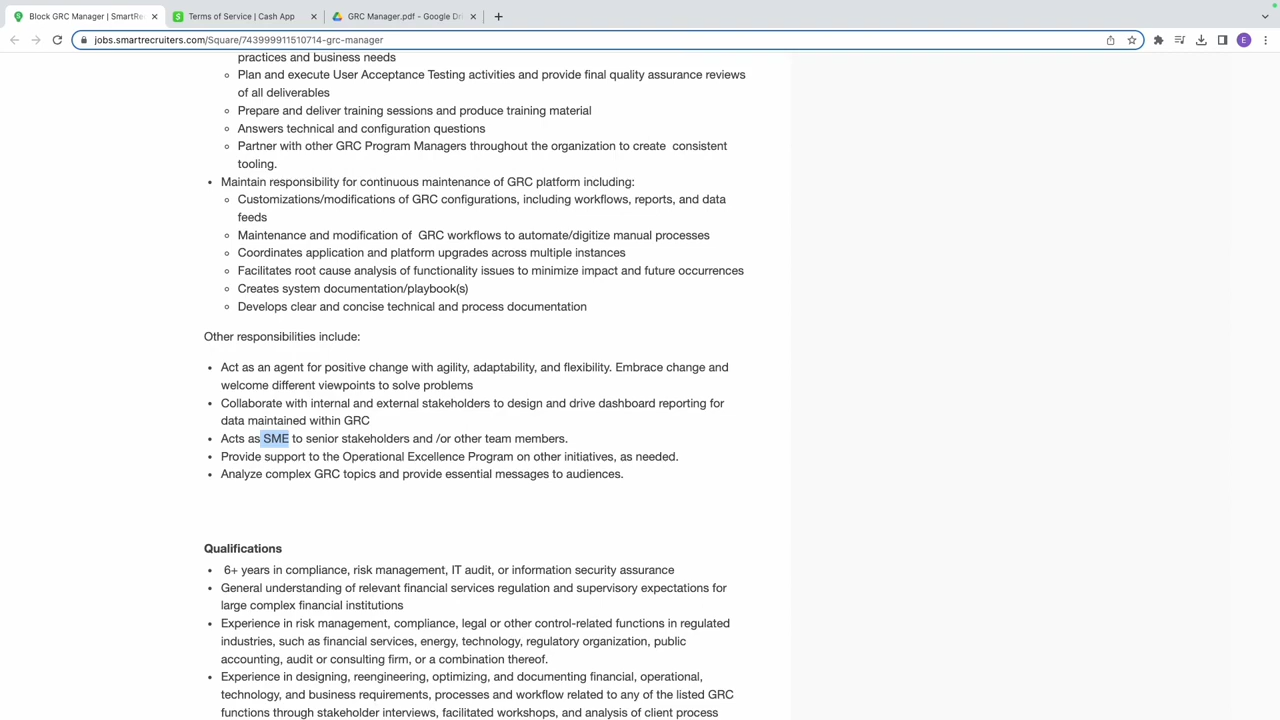 Block GRC Manager | SmartRe
Terms of Service | Cash App
GRC Manager.pdf - Google Dr
jobs.smartrecruiters.com/Square/743999911510714-grc-manager
E
practices and business needs
Plan and execute User Acceptance Testing activities and provide final quality assurance reviews
of all deliverables
Prepare and deliver training sessions and produce training material
Answers technical and configuration questions
Partner with other GRC Program Managers throughout the organization to create  consistent
tooling.
Maintain responsibility for continuous maintenance of GRC platform including:
Customizations/modifications of GRC configurations, including workflows, reports, and data
feeds
Maintenance and modification of  GRC workflows to automate/digitize manual processes
Coordinates application and platform upgrades across multiple instances
Facilitates root cause analysis of functionality issues to minimize impact and future occurrences
Creates system documentation/playbook(s)
Develops clear and concise technical and process documentation
Other responsibilities include:
Act as an agent for positive change with agility, adaptability, and flexibility. Embrace change and
welcome different viewpoints to solve problems
Collaborate with internal and external stakeholders to design and drive dashboard reporting for
data maintained within GRC
Acts as SME to senior stakeholders and /or other team members.
Provide support to the Operational Excellence Program on other initiatives, as needed.
Analyze complex GRC topics and provide essential messages to audiences.
Qualifications
6+ years in compliance, risk management, IT audit, or information security assurance
General understanding of relevant financial services regulation and supervisory expectations for
large complex financial institutions
Experience in risk management, compliance, legal or other control-related functions in regulated
industries, such as financial services, energy, technology, regulatory organization, public
accounting, audit or consulting firm, or a combination thereof.
Experience in designing, reengineering, optimizing, and documenting financial, operational,
technology, and business requirements, processes and workflow related to any of the listed GRC
functions through stakeholder interviews, facilitated workshops, and analysis of client process